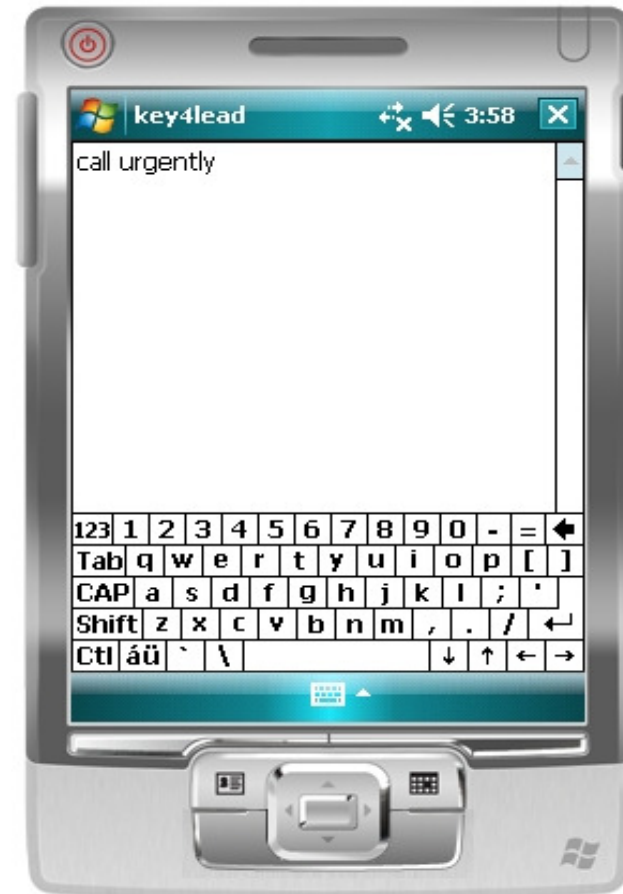 key4lead 3:58
call urgently
123 1 2 3 4 5 6 7 8 9 0 - =
Tab q w e r t y u i o p [ ]
CAP a s d f g h j k l ; '
Shift z x c v b n m , . /
Ctl áü ` \ ↓ ↑ ← →